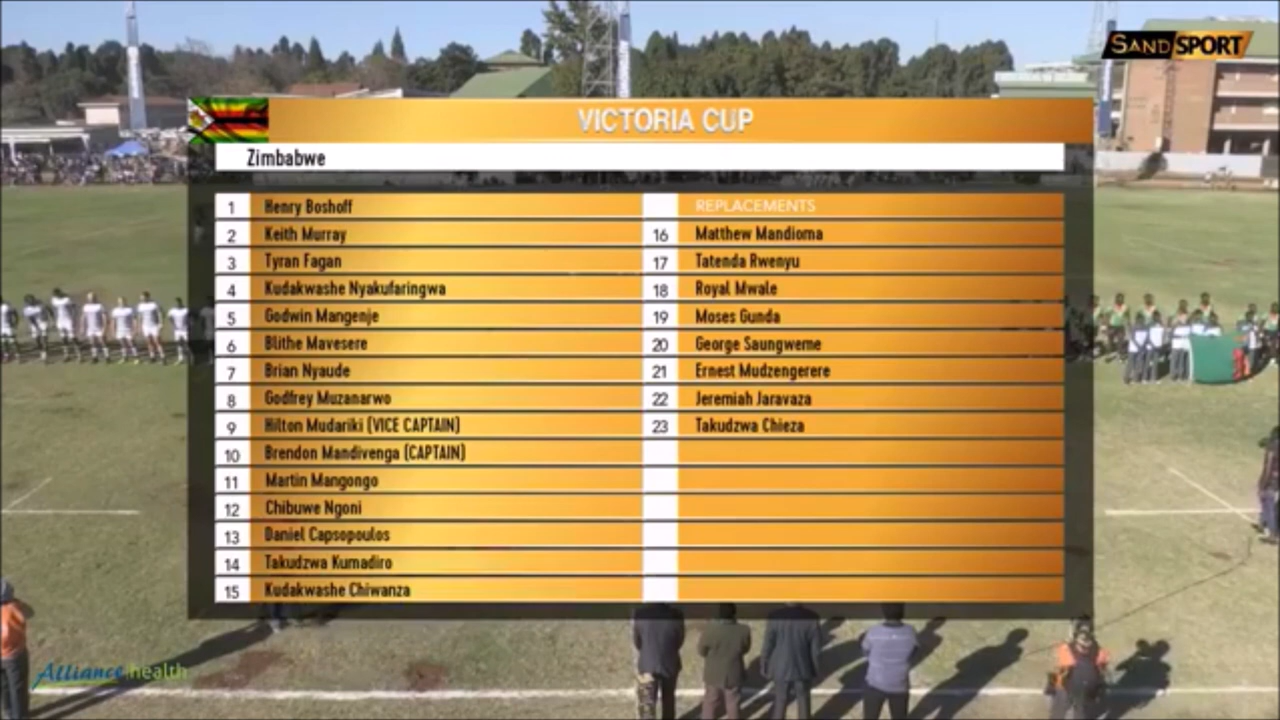 SAND SPORT
VICTORIA CUP
Zimbabwe
1 Henry Boshoff
2 Keith Murray
3 Tyran Fagan
4 Kudakwashe Nyakufaringwa
5 Godwin Mangenje
6 Blithe Mavesere
7 Brian Nyaude
8 Godfrey Muzanarwo
9 Hilton Mudariki (VICE CAPTAIN)
10 Brendon Mandivenga (CAPTAIN)
11 Martin Mangongo
12 Chibuwe Ngoni
13 Daniel Capsopoulos
14 Takudzwa Kumadiro
15 Kudakwashe Chiwanza
REPLACEMENTS
16 Matthew Mandioma
17 Tatenda Rwenyu
18 Royal Mwale
19 Moses Gunda
20 George Saungweme
21 Ernest Mudzengerere
22 Jeremiah Jaravaza
23 Takudzwa Chieza
Alliance health